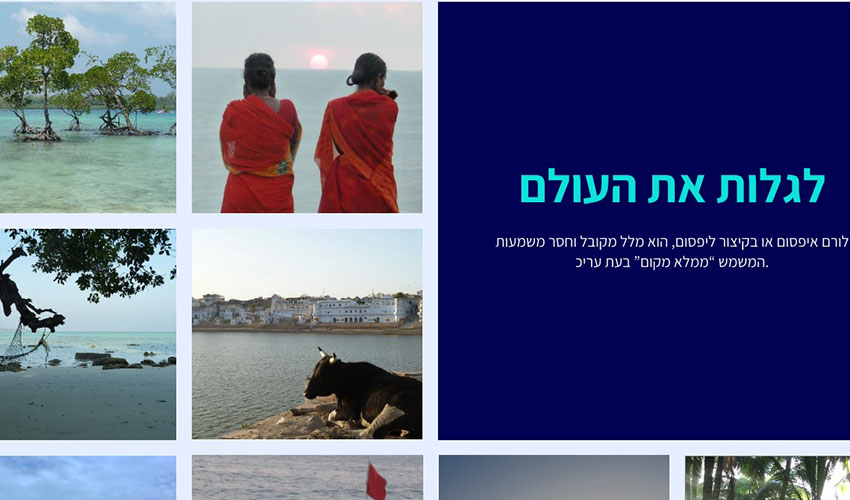 לגלות את העולם
לורם איפסום או בקיצור ליפסום, הוא מלל מקובל וחסר משמעות
המשמש “ממלא מקום” בעת עריכ.